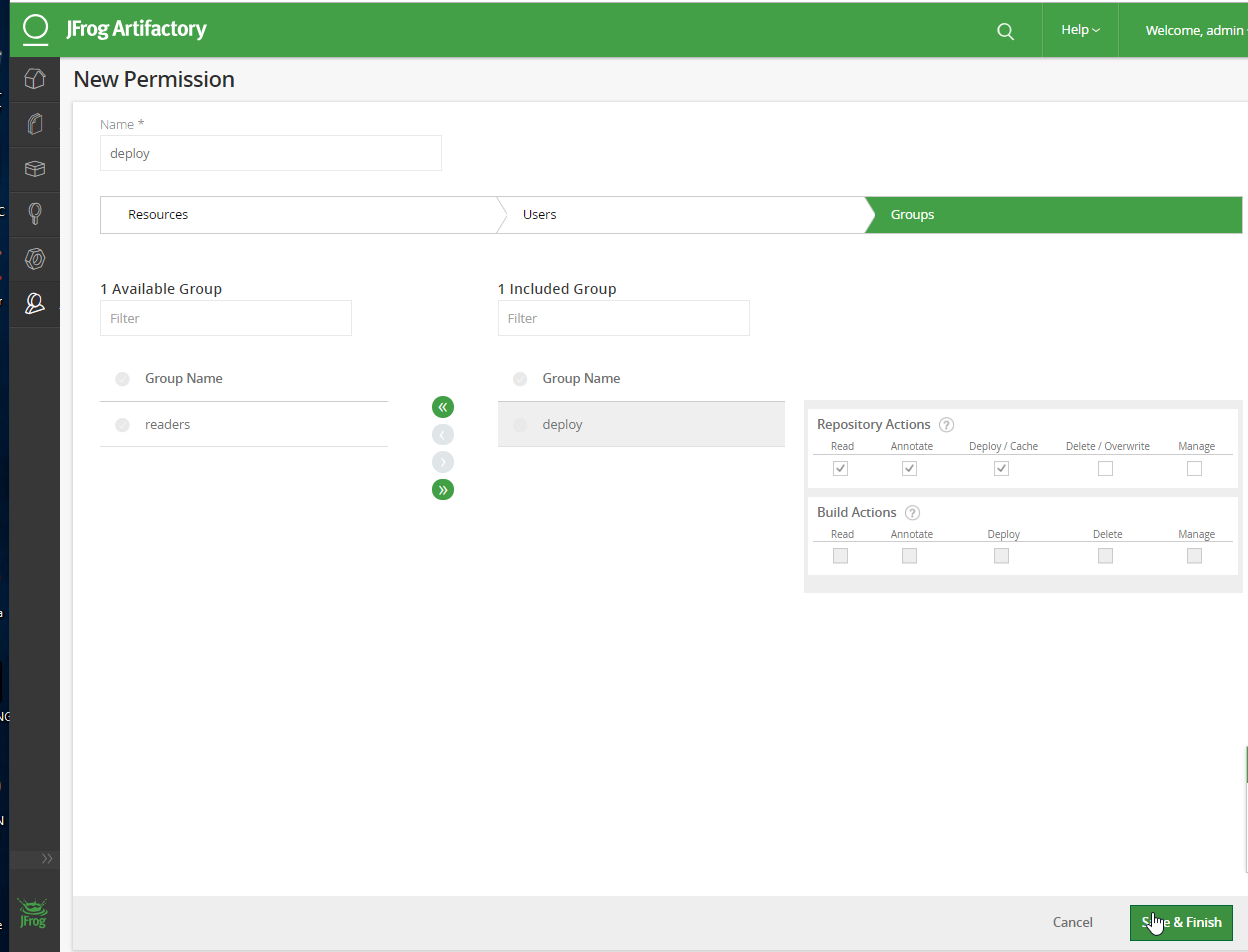 JFrog Artifactory
Help
Welcome, admin
New Permission
Name *
deploy
Resources
Users
Groups
1 Available Group
1 Included Group
Filter
Filter
Group Name
Group Name
readers
deploy
Repository Actions ?
Read Annotate Deploy / Cache Delete / Overwrite Manage
Build Actions ?
Read Annotate Deploy Delete Manage
JFrog
Cancel
Save & Finish